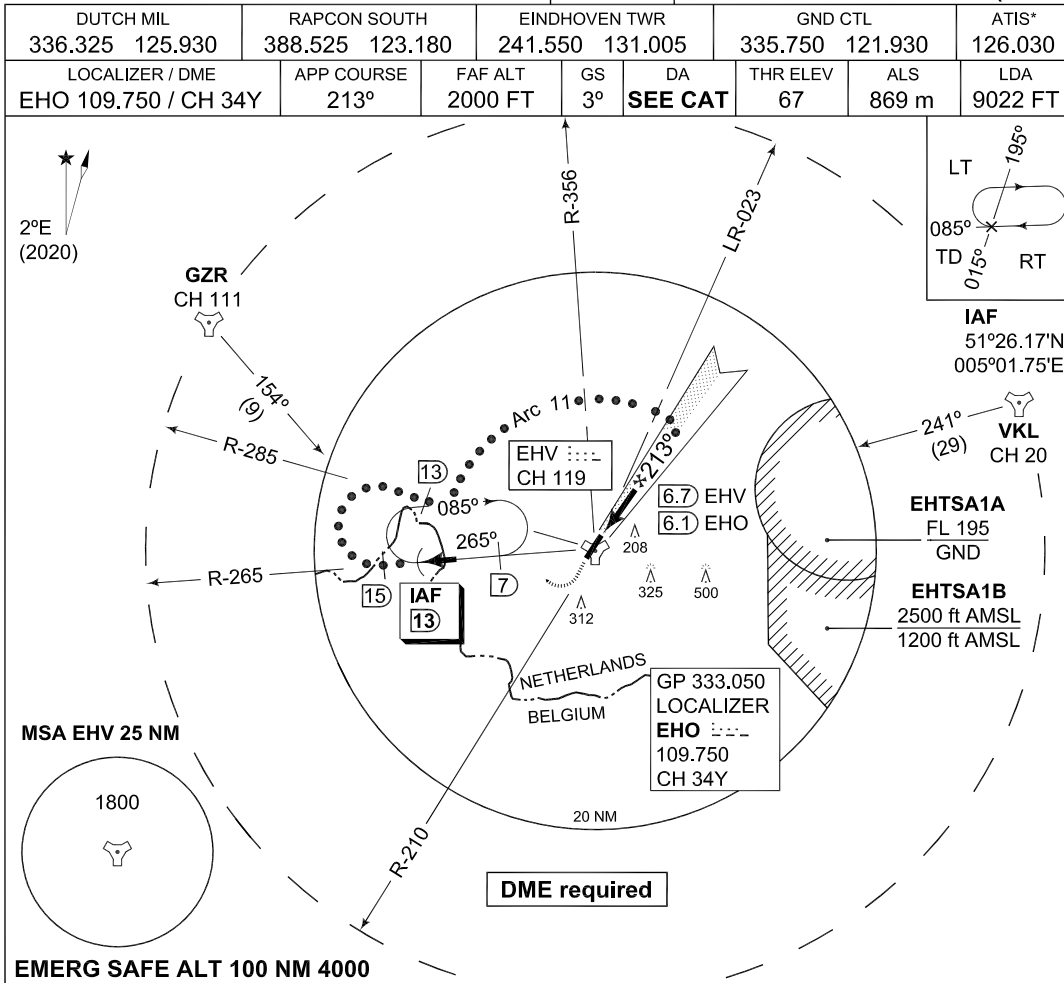 DUTCH MIL
336.325 125.930
RAPCON SOUTH
388.525 123.180
EINDHOVEN TWR
241.550 131.005
GND CTL
335.750 121.930
ATIS*
126.030
LOCALIZER / DME
EHO 109.750 / CH 34Y
APP COURSE
213º
FAF ALT
2000 FT
GS
3º
DA
SEE CAT
THR ELEV
67
ALS
869 m
LDA
9022 FT
2ºE
(2020)
GZR
CH 111
154º
(9)
R-285
R-265
R-356
LR-023
LT
195º
085º
TD
015º
RT
IAF
51º26.17'N
005º01.75'E
241º
(29)
VKL
CH 20
Arc 11
EHV
CH 119
213º
13
085º
265º
7
15
IAF
13
6.7 EHV
6.1 EHO
208
325
500
312
EHTSA1A
FL 195
GND
EHTSA1B
2500 ft AMSL
1200 ft AMSL
NETHERLANDS
BELGIUM
GP 333.050
LOCALIZER
EHO
109.750
CH 34Y
MSA EHV 25 NM
1800
R-210
20 NM
DME required
EMERG SAFE ALT 100 NM 4000